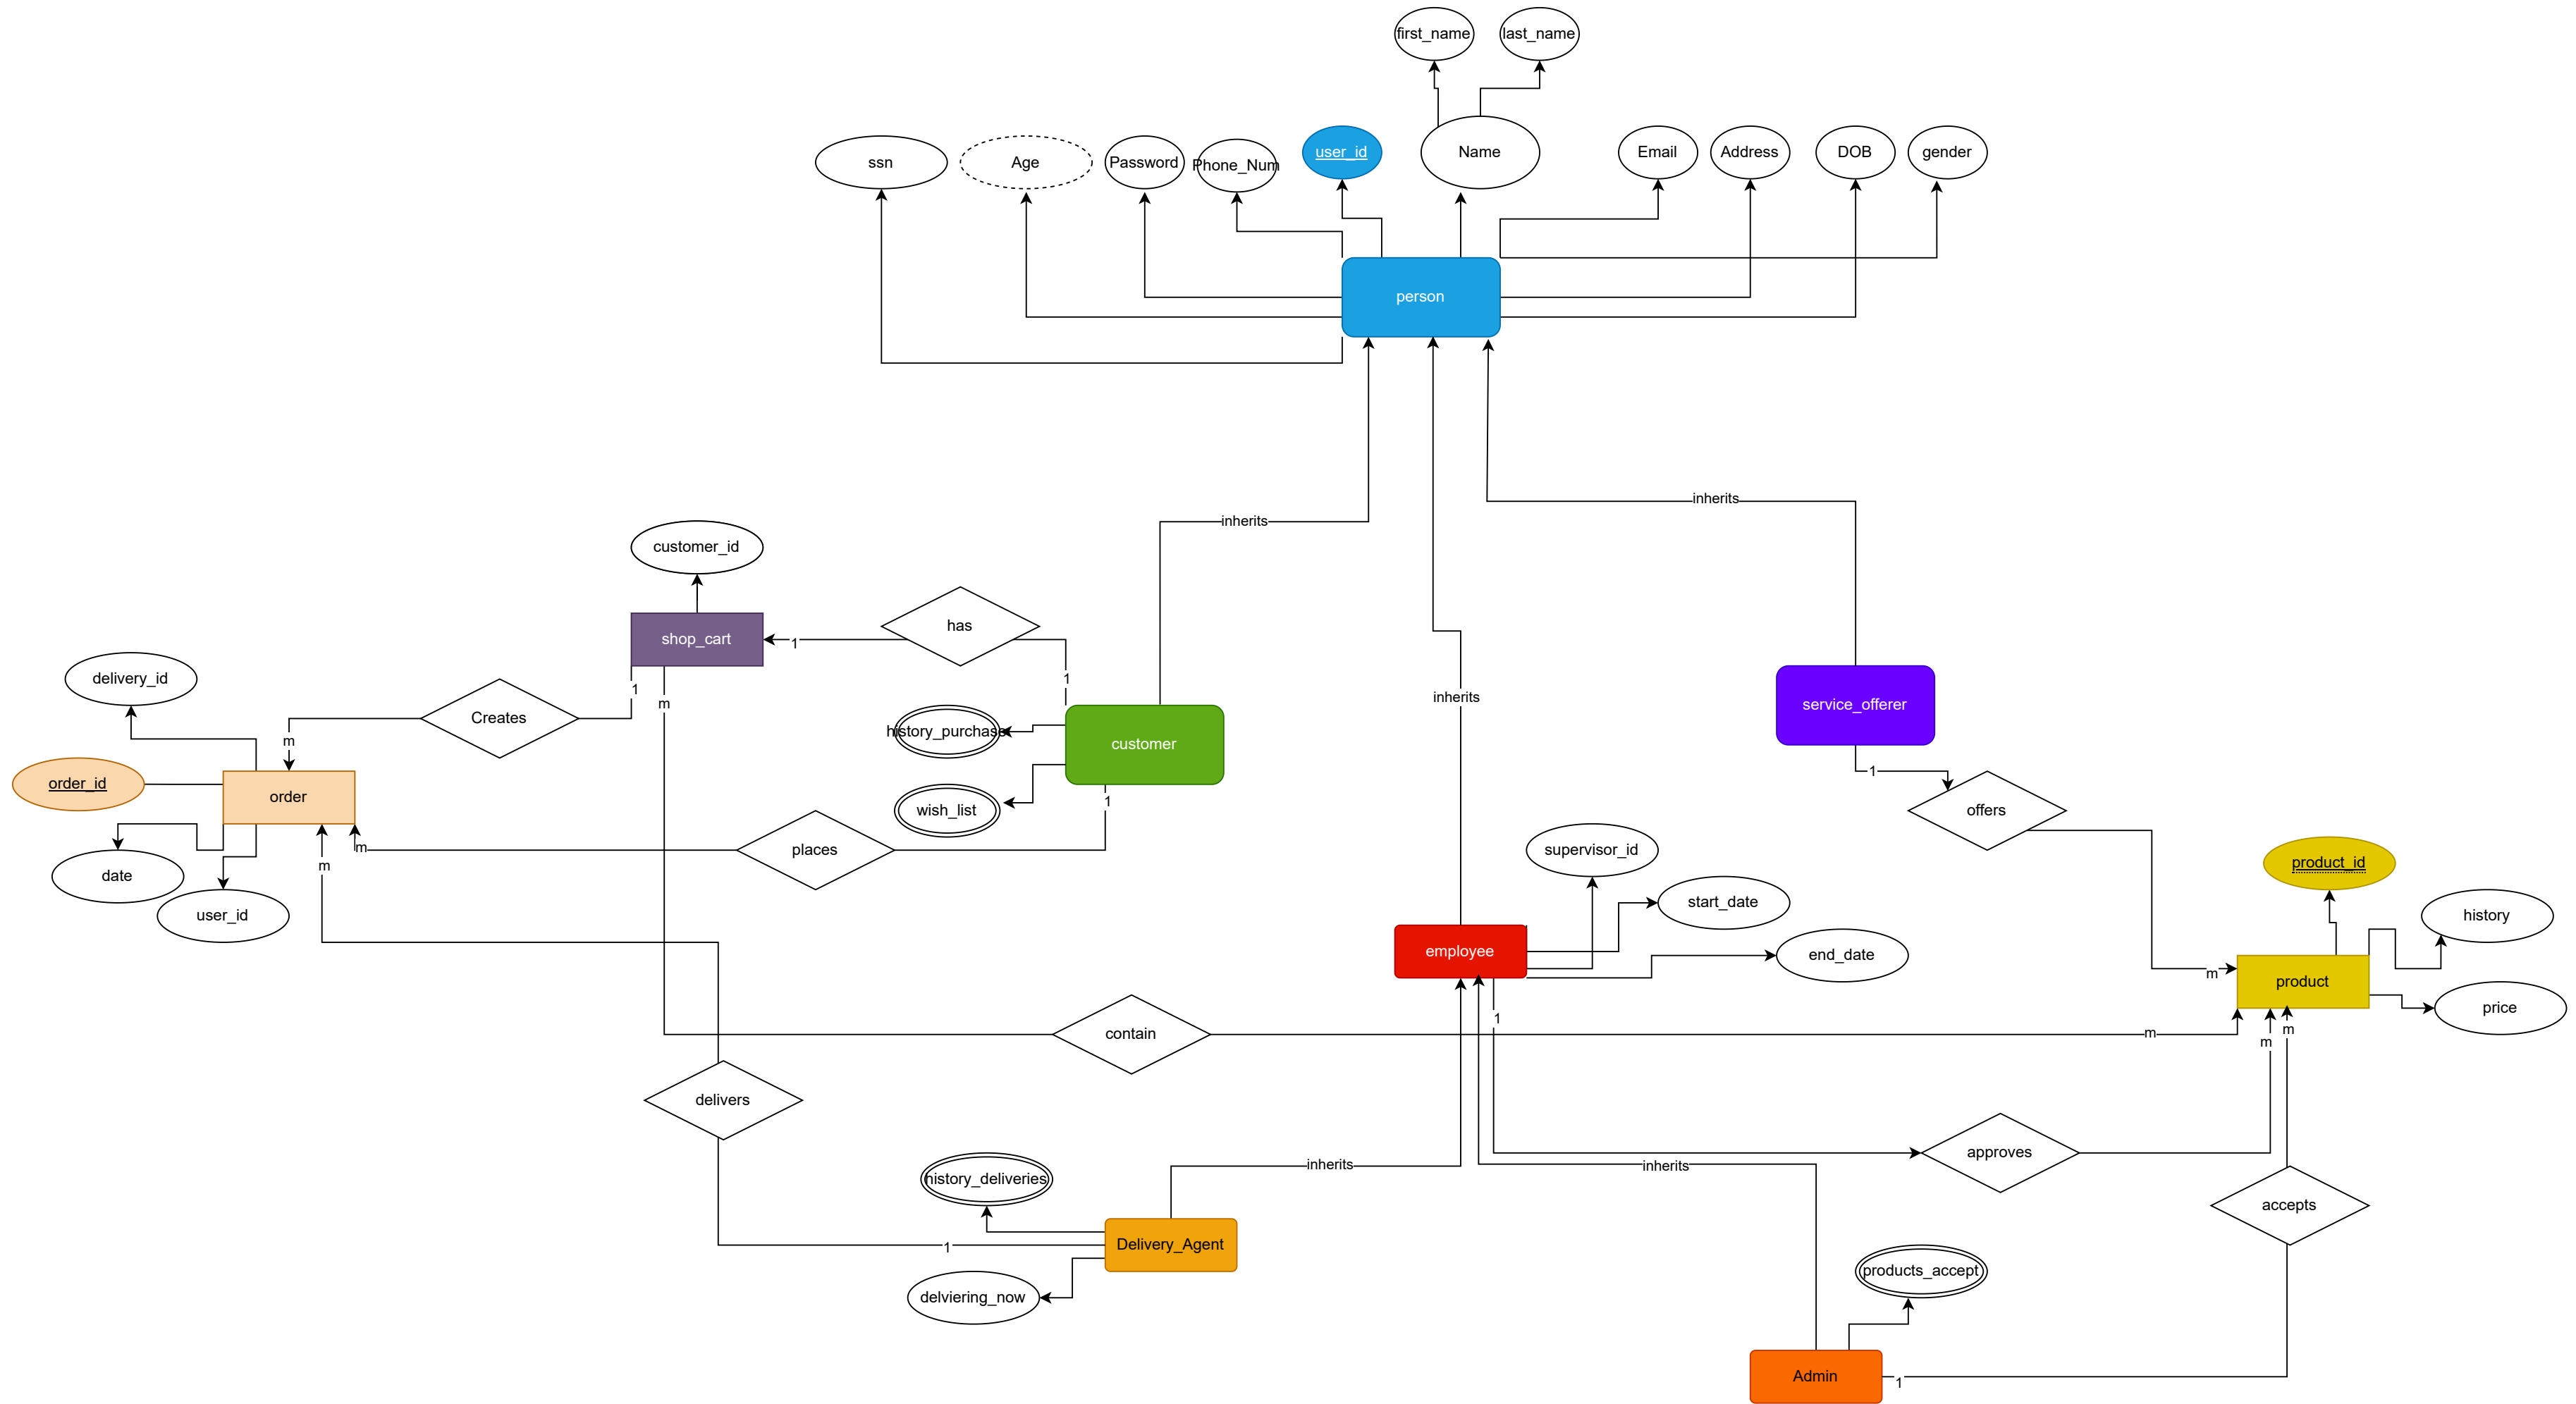 first_name
last_name
ssn
Age
Password
Phone_Num
user_id
Name
Email
Address
DOB
gender
person
inherits
inherits
customer_id
shop_cart
has
1
1
1
m
inherits
delivery_id
Creates
m
history_purchase
customer
service_offerer
order_id
order
wish_list
1
1
offers
m
places
m
date
user_id
supervisor_id
start_date
employee
end_date
product_id
history
m
product
price
1
contain
m
m
m
delivers
approves
inherits
inherits
history_deliveries
accepts
1
Delivery_Agent
delviering_now
products_accept
Admin
1